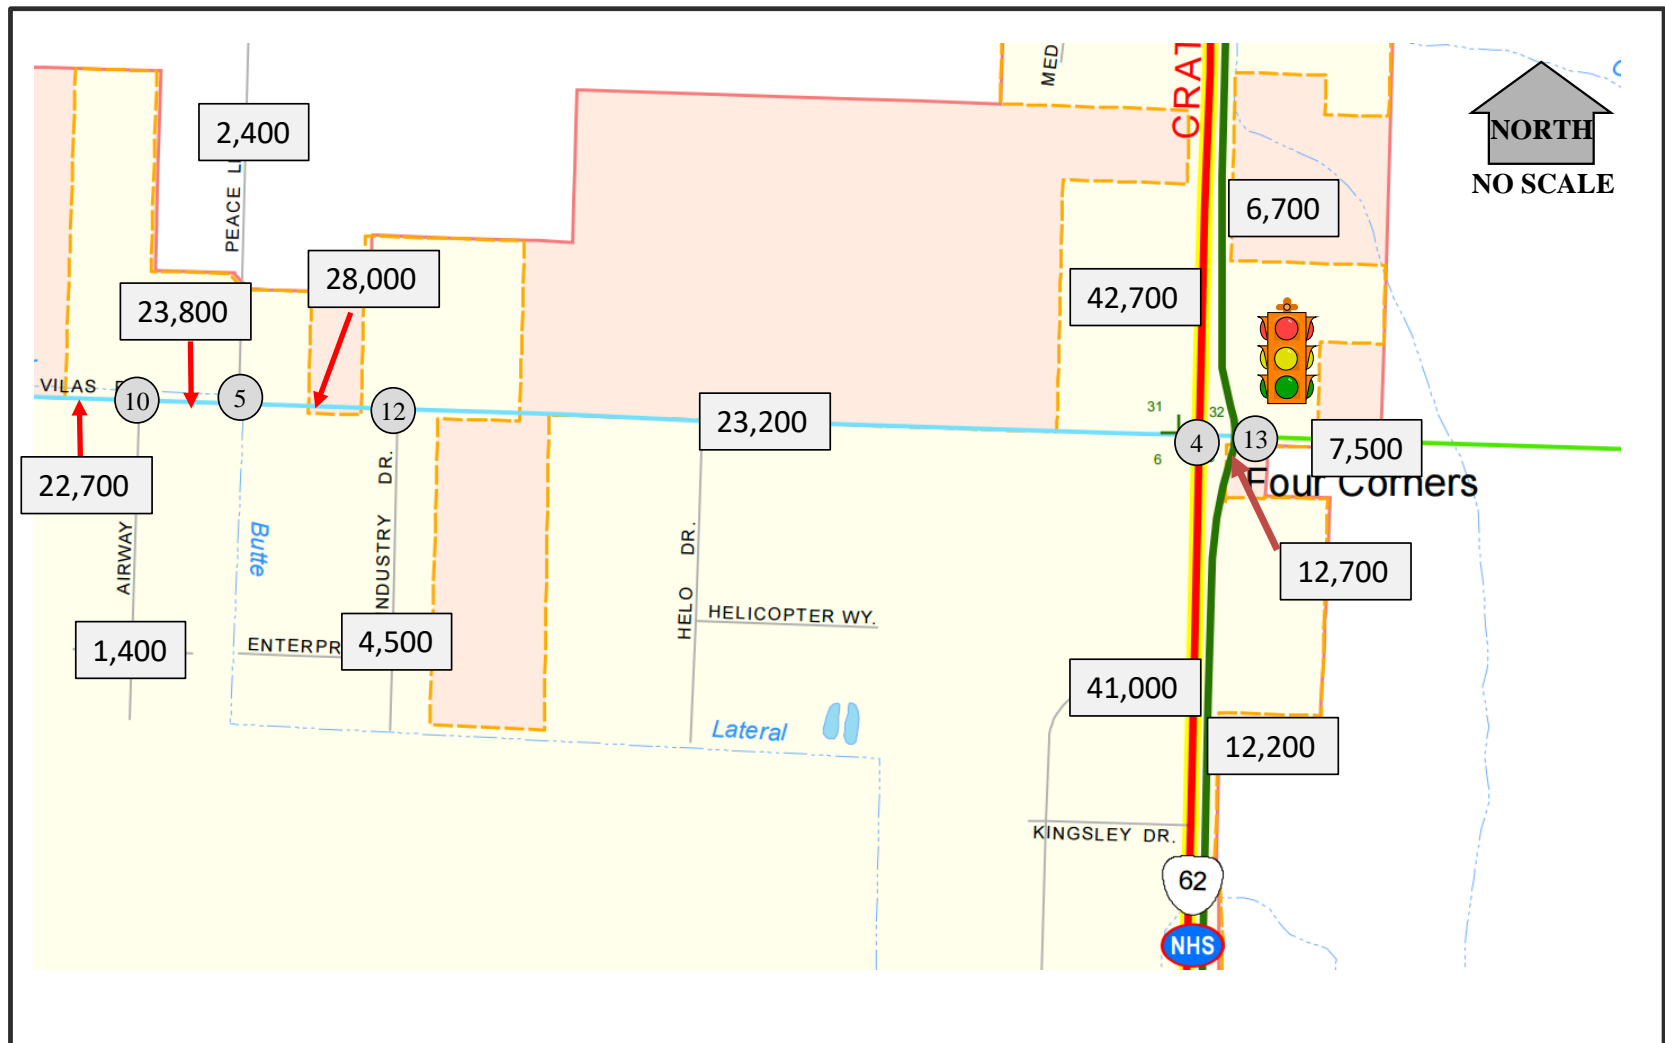 CRAT
MED
NORTH
NO SCALE
2,400
PEACE L
6,700
28,000
42,700
23,800
VILAS
10
5
12
31
32
23,200
4
13
6
7,500
22,700
Four Corners
AIRWAY
Butte
NDUSTRY DR.
HELO DR.
12,700
HELICOPTER WY.
1,400
ENTERPR
4,500
41,000
Lateral
12,200
KINGSLEY DR.
62
NHS